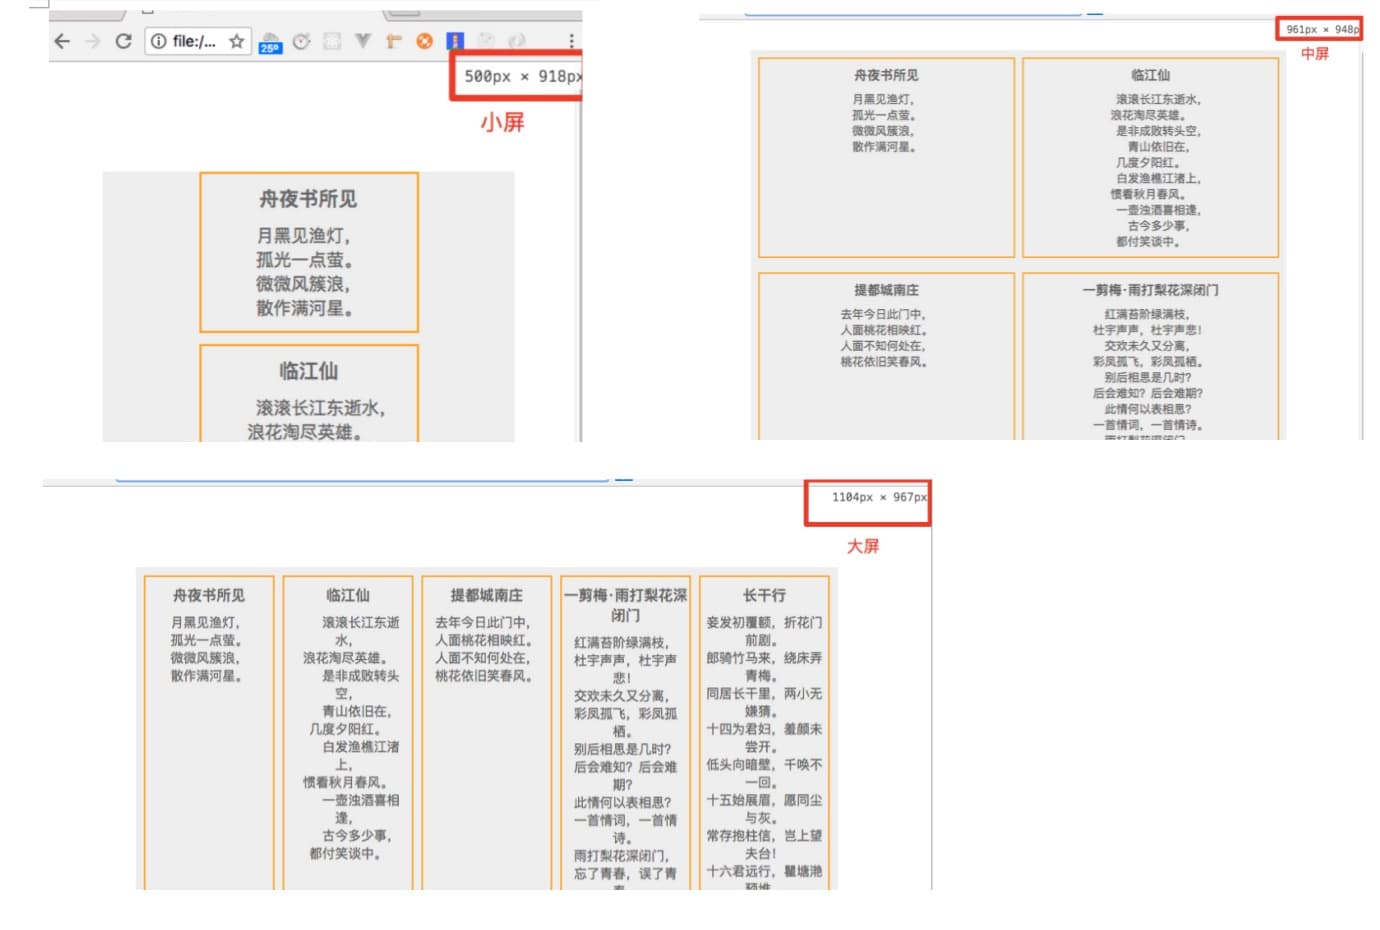 file:/...
25º
500px × 918px
小屏
舟夜书所见
月黑见渔灯，
孤光一点萤。
微微风簇浪，
散作满河星。
临江仙
滚滚长江东逝水，
浪花淘尽英雄。
961px × 948p
中屏
舟夜书所见
月黑见渔灯，
孤光一点萤。
微微风簇浪，
散作满河星。
临江仙
滚滚长江东逝水，
浪花淘尽英雄。
是非成败转头空，
青山依旧在，
几度夕阳红。
白发渔樵江渚上，
惯看秋月春风。
一壶浊酒喜相逢，
古今多少事，
都付笑谈中。
提都城南庄
去年今日此门中，
人面桃花相映红。
人面不知何处在，
桃花依旧笑春风。
一剪梅·雨打梨花深闭门
红满苔阶绿满枝，
杜宇声声，杜宇声悲！
交欢未久又分离，
彩凤孤飞，彩凤孤栖。
别后相思是几时？
后会难知？后会难期？
此情何以表相思？
一首情词，一首情诗。
雨打梨花深闭门
1104px × 967px
大屏
舟夜书所见
月黑见渔灯，
孤光一点萤。
微微风簇浪，
散作满河星。
临江仙
滚滚长江东逝
水，
浪花淘尽英雄。
是非成败转头
空，
青山依旧在，
几度夕阳红。
白发渔樵江渚
上，
惯看秋月春风。
一壶浊酒喜相
逢，
古今多少事，
都付笑谈中。
提都城南庄
去年今日此门中，
人面桃花相映红。
人面不知何处在，
桃花依旧笑春风。
一剪梅·雨打梨花深
闭门
红满苔阶绿满枝，
杜宇声声，杜宇声
悲！
交欢未久又分离，
彩凤孤飞，彩凤孤
栖。
别后相思是几时？
后会难知？后会难
期？
此情何以表相思？
一首情词，一首情
诗。
雨打梨花深闭门，
忘了青春，误了青
长干行
妾发初覆额，折花门
前剧。
郎骑竹马来，绕床弄
青梅。
同居长干里，两小无
嫌猜。
十四为君妇，羞颜未
尝开。
低头向暗壁，千唤不
一回。
十五始展眉，愿同尘
与灰。
常存抱柱信，岂上望
夫台！
十六君远行，瞿塘滟